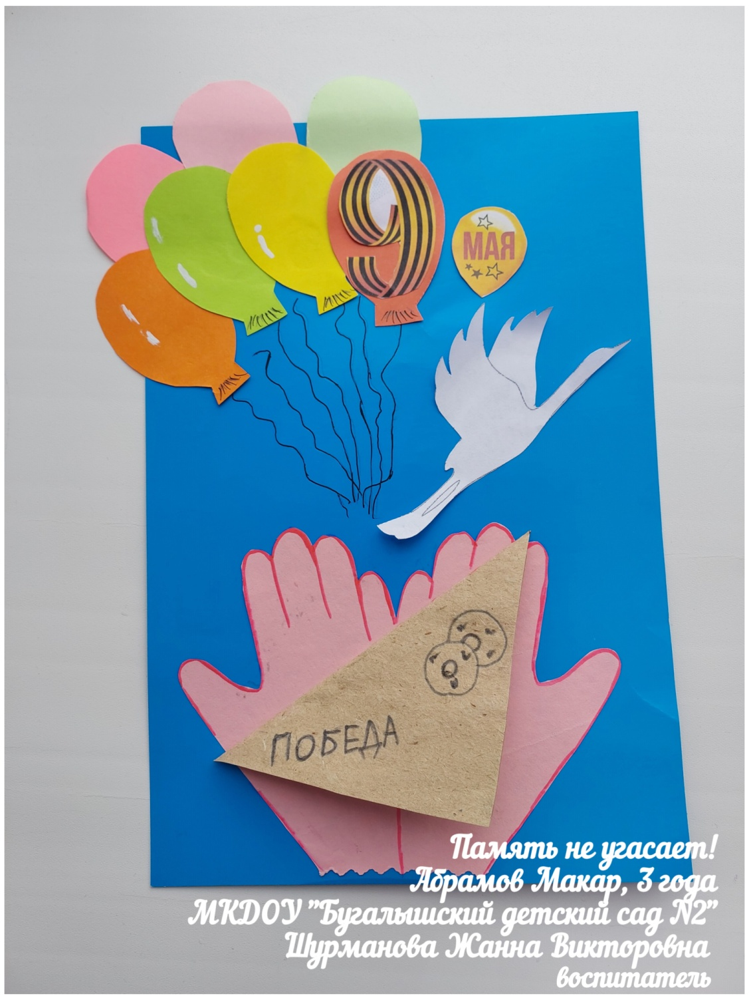 9
МАЯ
ПОБЕДА
Память не угасает!
Абрамов Макар, 3 года
МКДОУ "Бугалышский детский сад N2"
Шурманова Жанна Викторовна
воспитатель